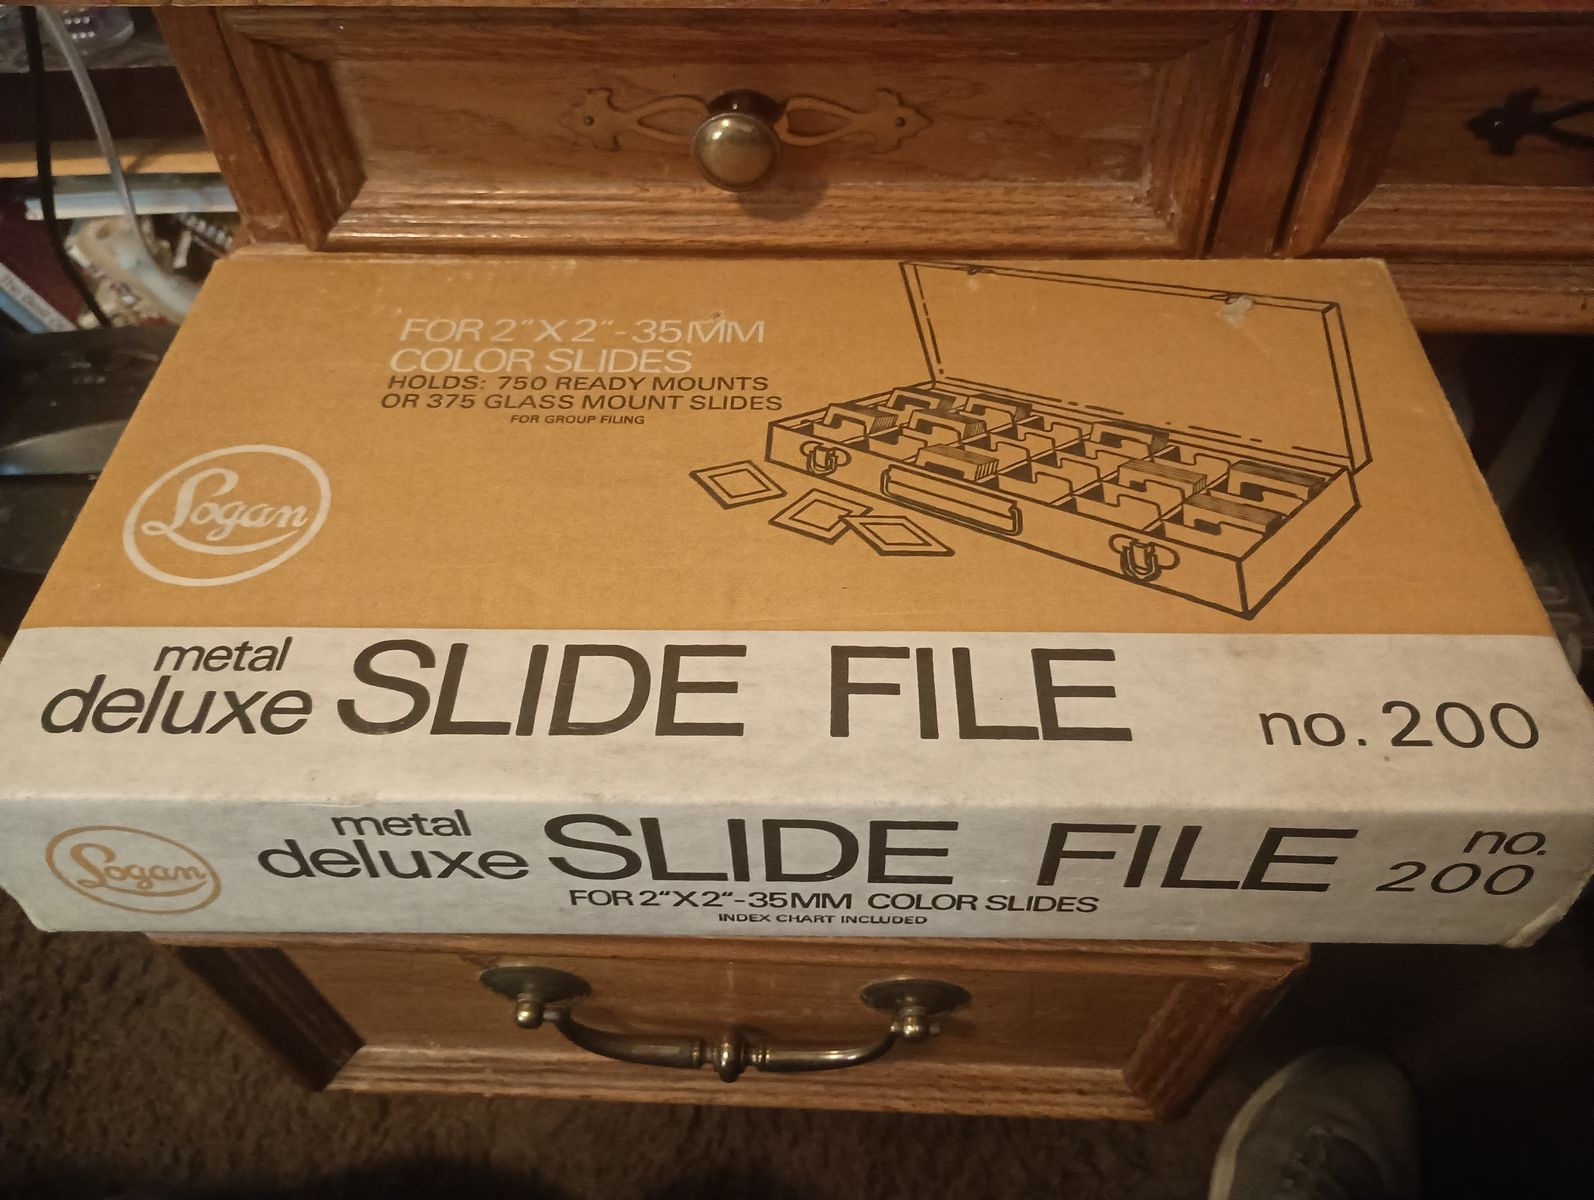 FOR 2"X 2"-35MM
COLOR SLIDES
HOLDS: 750 READY MOUNTS
OR 375 GLASS MOUNT SLIDES
FOR GROUP FILING
Logan
metal
deluxe SLIDE FILE no. 200
Logan
metal
deluxe SLIDE FILE no.
200
FOR 2"X 2"-35MM COLOR SLIDES
INDEX CHART INCLUDED